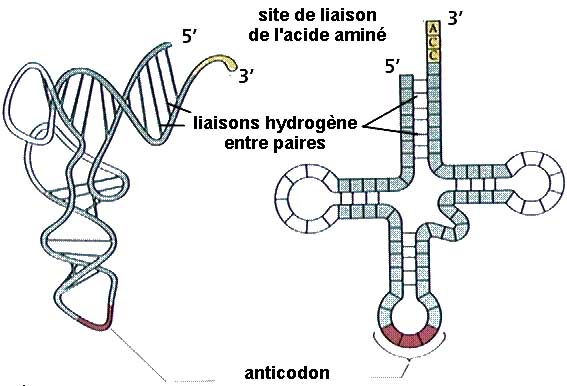 site de liaison
de l'acide aminé
5’
3’
3’
5’
A
C
C
liaisons hydrogène
entre paires
anticodon